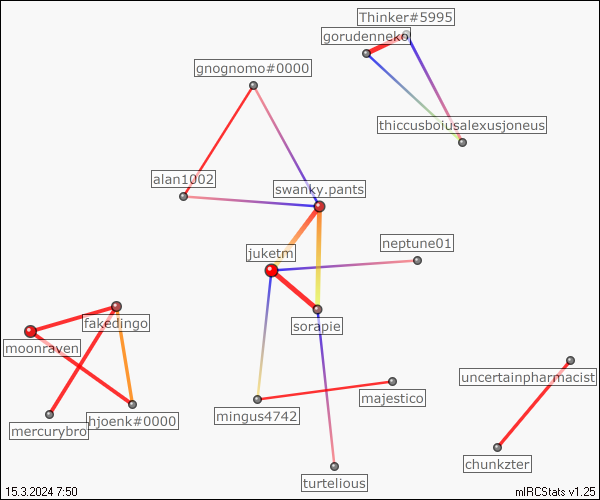 Thinker#5995
gorudenneko
gnognomo#0000
thiccusboiusalexusjoneus
alan1002
swanky.pants
neptune01
juketm
fakedingo
sorapie
moonraven
uncertainpharmacist
majestico
mingus4742
hjoenk#0000
mercurybro
chunkzter
turtelious
15.3.2024 7:50
mIRCStats v1.25